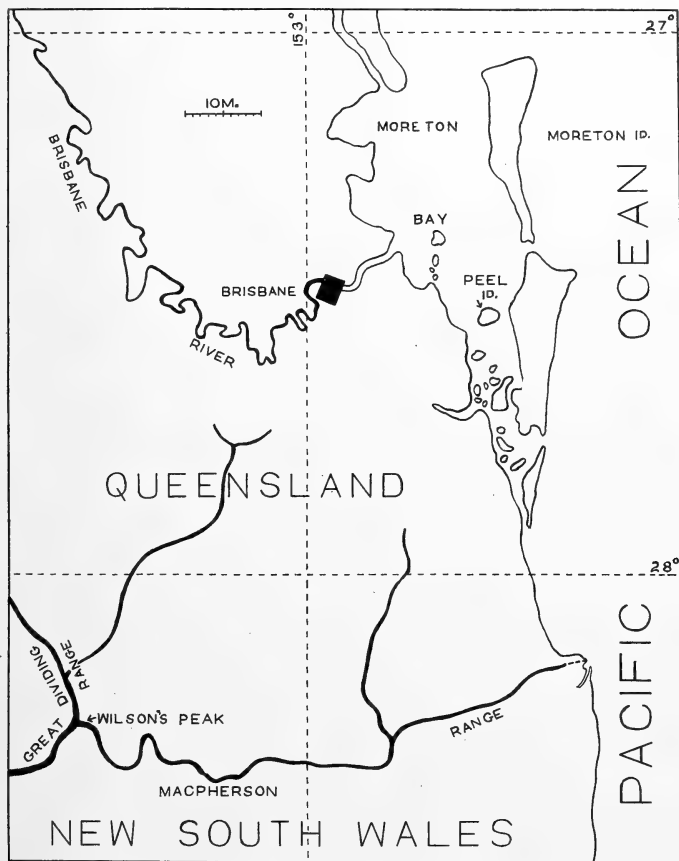 153°
27°
10M.
MORETON
MORETON ID.
BRISBANE
BAY
OCEAN
BRISBANE
PEEL
ID.
RIVER
QUEENSLAND
28°
GREAT DIVIDING
RANGE
WILSON'S PEAK
RANGE
MACPHERSON
PACIFIC
NEW SOUTH WALES